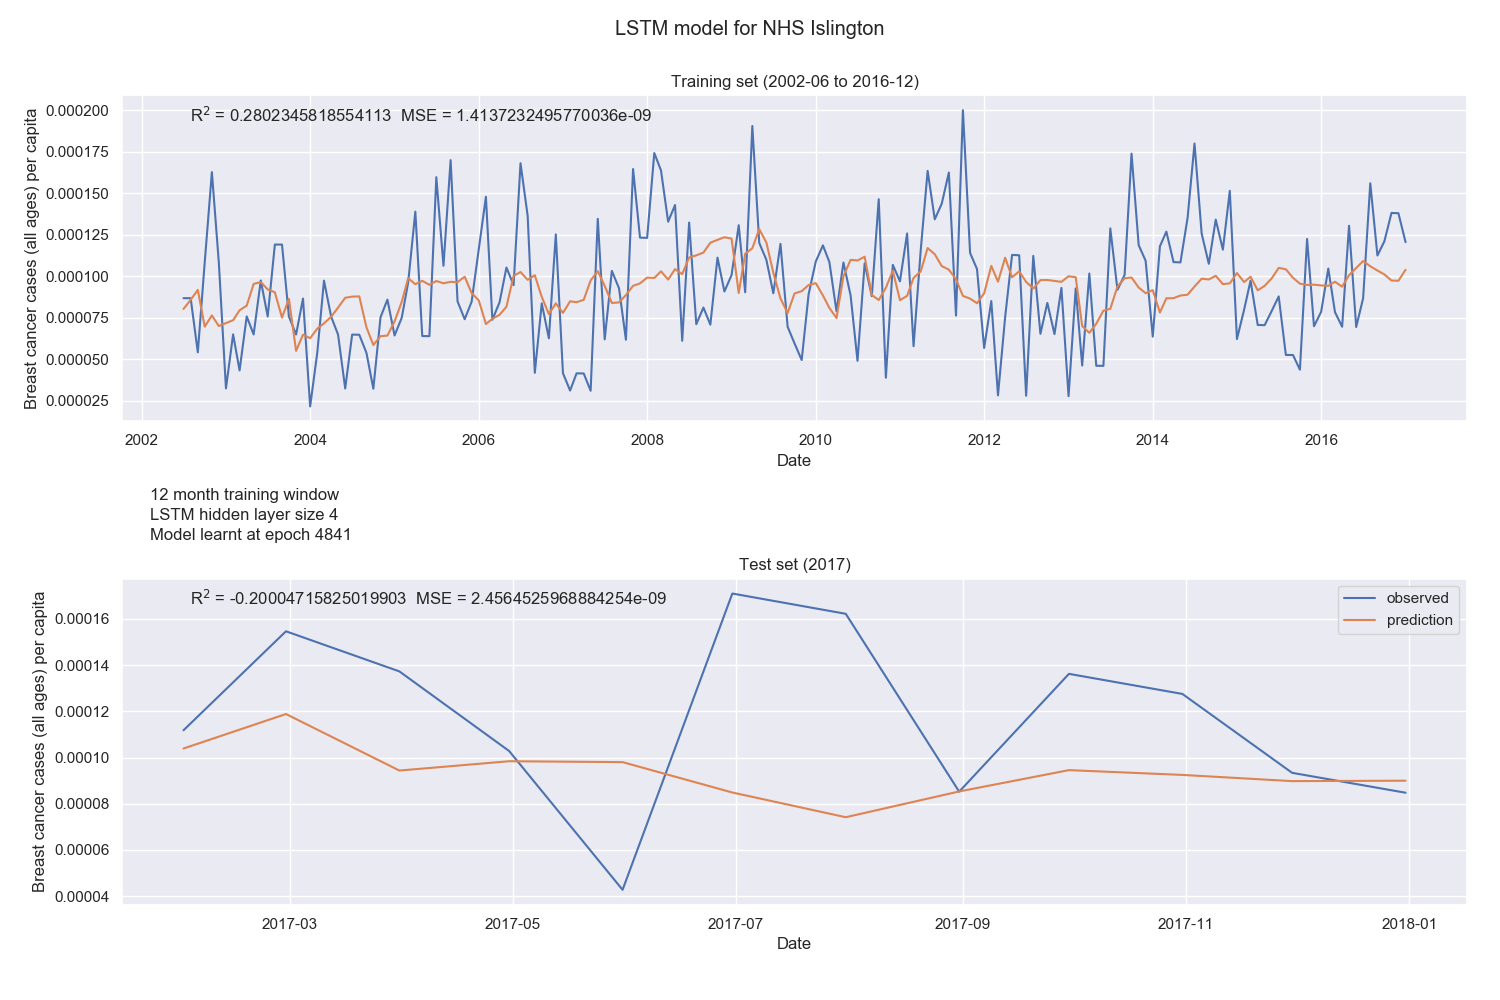 LSTM model for NHS Islington
Training set (2002-06 to 2016-12)
R² = 0.2802345818554113 MSE = 1.4137232495770036e-09
Breast cancer cases (all ages) per capita
0.000200
0.000175
0.000150
0.000125
0.000100
0.000075
0.000050
0.000025
2002 2004 2006 2008 2010 2012 2014 2016
Date
12 month training window
LSTM hidden layer size 4
Model learnt at epoch 4841
Test set (2017)
R² = -0.20004715825019903 MSE = 2.4564525968884254e-09
observed
prediction
Breast cancer cases (all ages) per capita
0.00016
0.00014
0.00012
0.00010
0.00008
0.00006
0.00004
2017-03 2017-05 2017-07 2017-09 2017-11 2018-01
Date